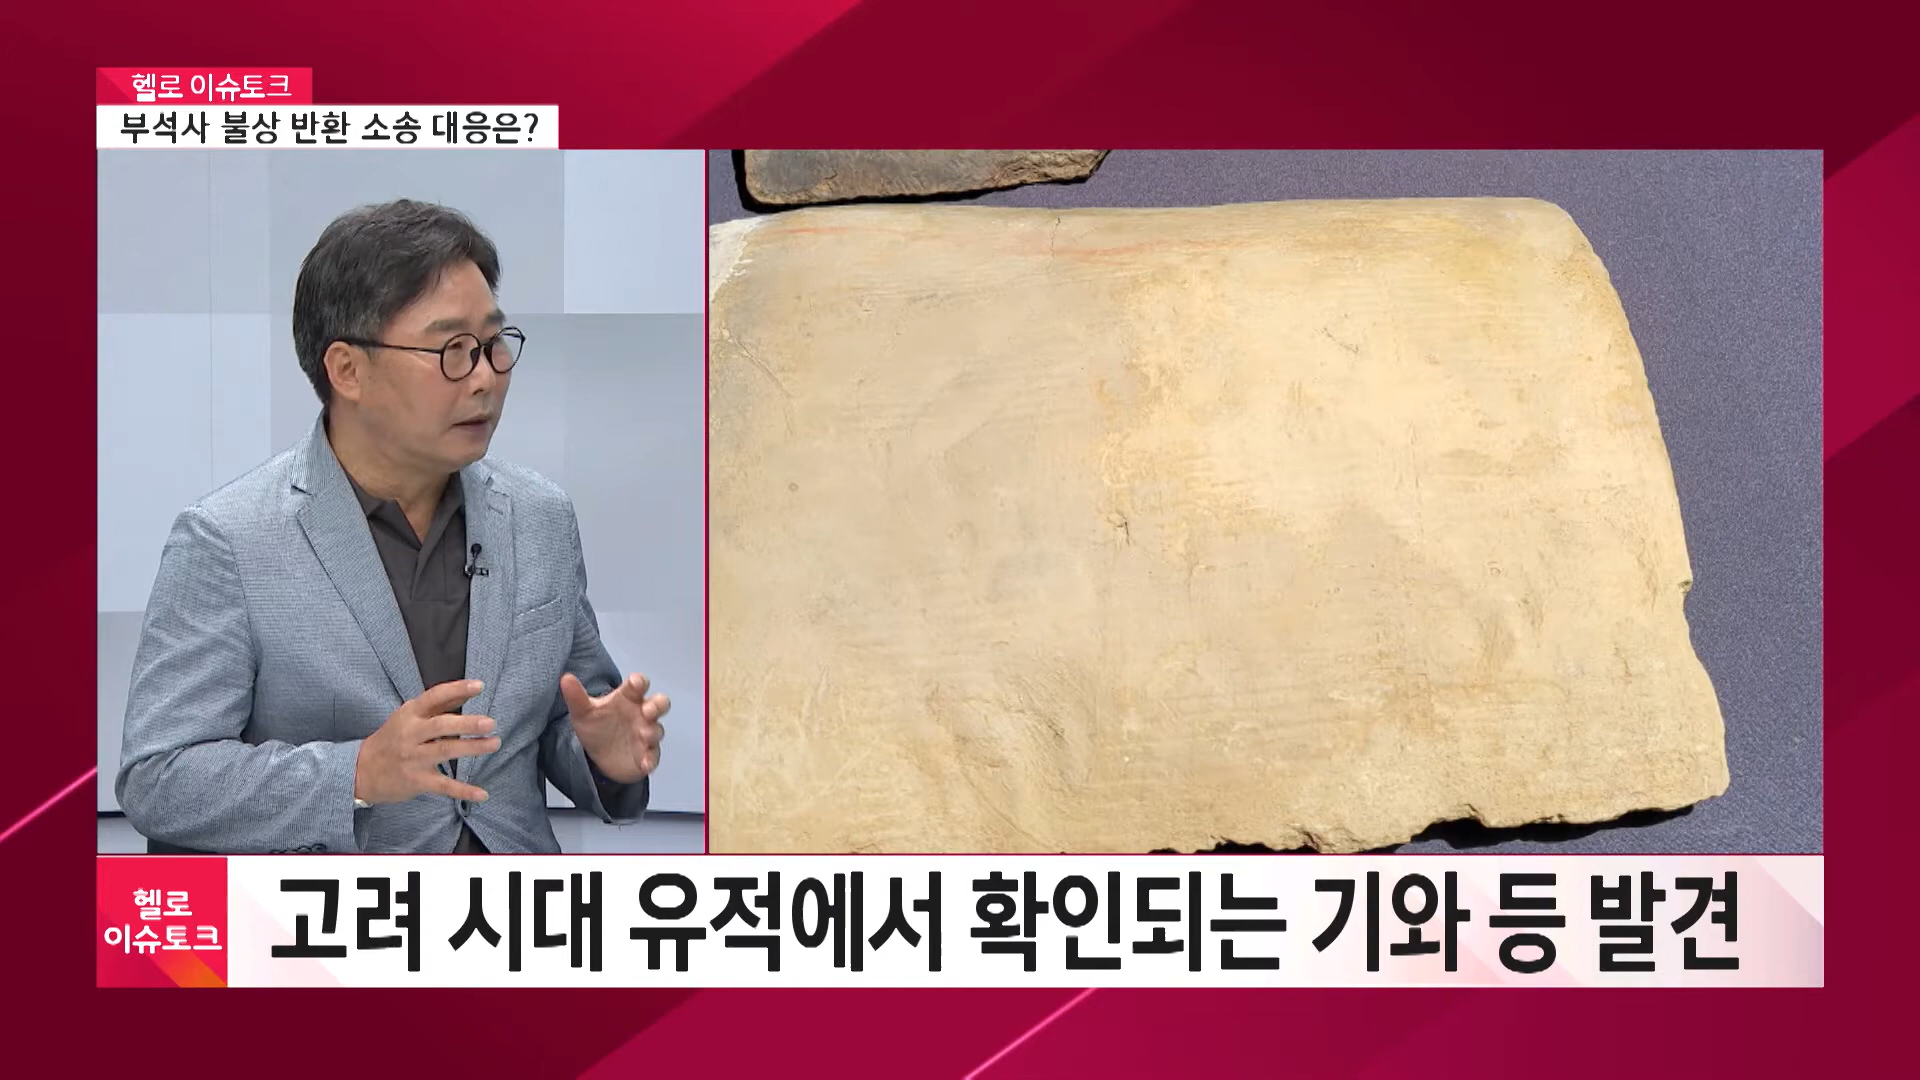 헬로 이슈토크
부석사 불상 반환 소송 대응은?
헬로
이슈토크
고려 시대 유적에서 확인되는 기와 등 발견